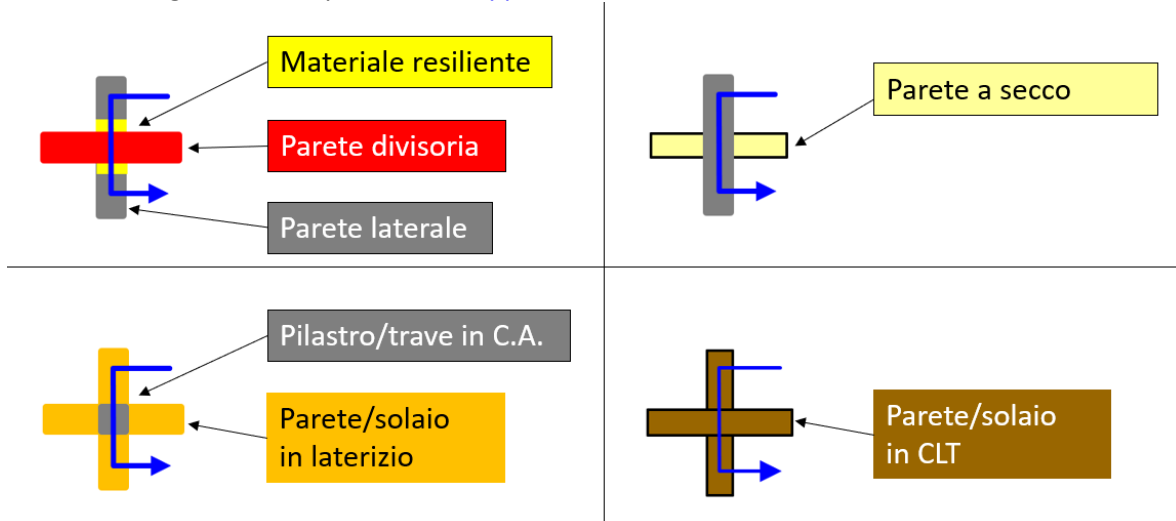 Materiale resiliente
Parete divisoria
Parete laterale
Parete a secco
Pilastro/trave in C.A.
Parete/solaio
in laterizio
Parete/solaio
in CLT